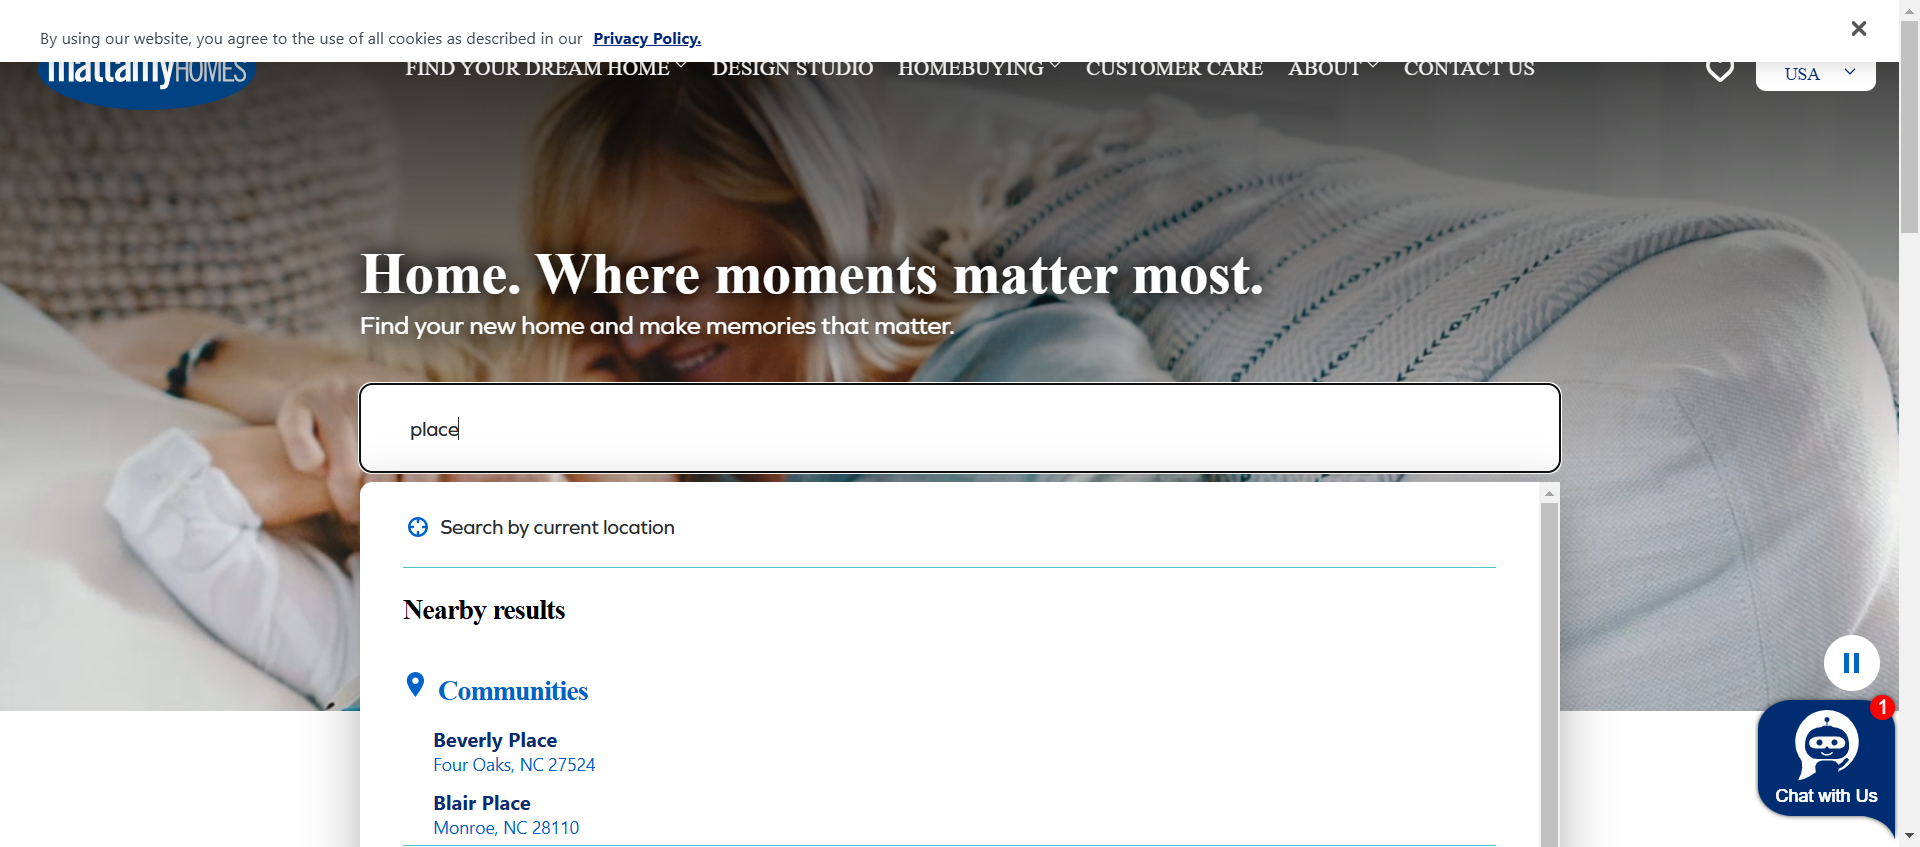 By using our website, you agree to the use of all cookies as described in our Privacy Policy.
mattamyHOMES
FIND YOUR DREAM HOME
DESIGN STUDIO
HOMEBUYING
CUSTOMER CARE
ABOUT
CONTACT US
USA
Home. Where moments matter most.
Find your new home and make memories that matter.
place
Search by current location
Nearby results
Communities
Beverly Place
Four Oaks, NC 27524
Blair Place
Monroe, NC 28110
1
Chat with Us